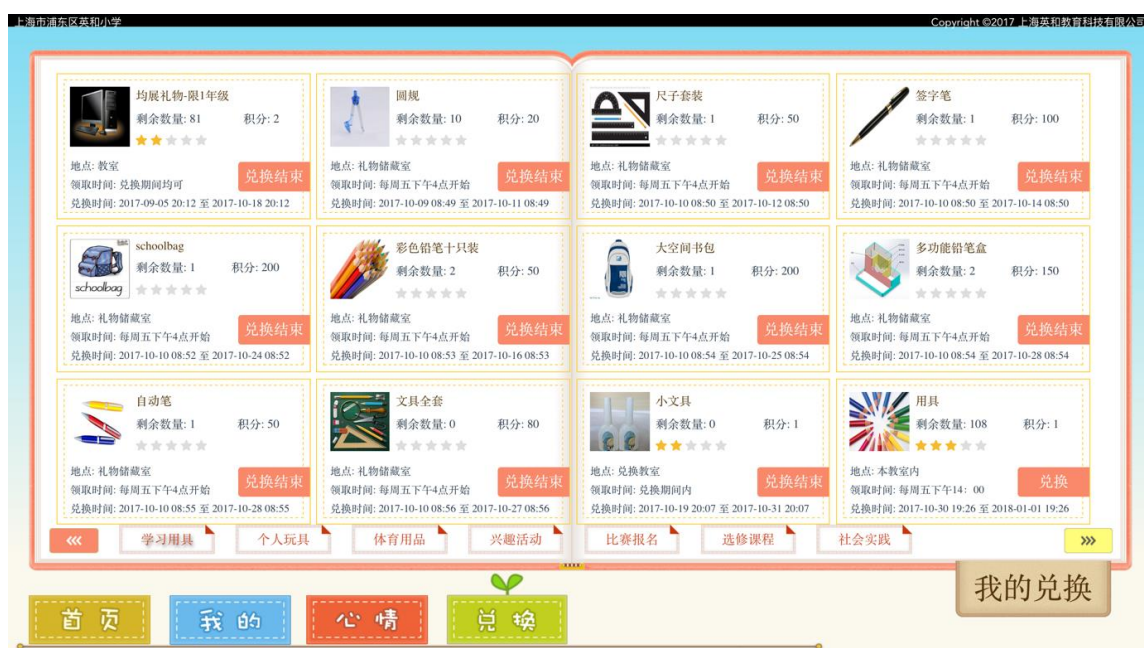 上海市浦东区英和小学
Copyright ©2017 上海英和教育科技有限公司
均展礼物-限1年级
剩余数量: 81 积分: 2
地点: 教室
领取时间: 兑换期间均可
兑换结束
兑换时间: 2017-09-05 20:12 至 2017-10-18 20:12
圆规
剩余数量: 10 积分: 20
地点: 礼物储藏室
领取时间: 每周五下午4点开始
兑换结束
兑换时间: 2017-10-09 08:49 至 2017-10-11 08:49
尺子套装
剩余数量: 1 积分: 50
地点: 礼物储藏室
领取时间: 每周五下午4点开始
兑换结束
兑换时间: 2017-10-10 08:50 至 2017-10-12 08:50
签字笔
剩余数量: 1 积分: 100
地点: 礼物储藏室
领取时间: 每周五下午4点开始
兑换结束
兑换时间: 2017-10-10 08:50 至 2017-10-14 08:50
schoolbag
schoolbag
剩余数量: 1 积分: 200
地点: 礼物储藏室
领取时间: 每周五下午4点开始
兑换结束
兑换时间: 2017-10-10 08:52 至 2017-10-24 08:52
彩色铅笔十只装
剩余数量: 2 积分: 50
地点: 礼物储藏室
领取时间: 每周五下午4点开始
兑换结束
兑换时间: 2017-10-10 08:53 至 2017-10-16 08:53
大空间书包
剩余数量: 1 积分: 200
地点: 礼物储藏室
领取时间: 每周五下午4点开始
兑换结束
兑换时间: 2017-10-10 08:54 至 2017-10-25 08:54
多功能铅笔盒
剩余数量: 2 积分: 150
地点: 礼物储藏室
领取时间: 每周五下午4点开始
兑换结束
兑换时间: 2017-10-10 08:54 至 2017-10-28 08:54
自动笔
剩余数量: 1 积分: 50
地点: 礼物储藏室
领取时间: 每周五下午4点开始
兑换结束
兑换时间: 2017-10-10 08:55 至 2017-10-28 08:55
文具全套
剩余数量: 0 积分: 80
地点: 礼物储藏室
领取时间: 每周五下午4点开始
兑换结束
兑换时间: 2017-10-10 08:56 至 2017-10-27 08:56
小文具
剩余数量: 0 积分: 1
地点: 兑换教室
领取时间: 兑换期间内
兑换结束
兑换时间: 2017-10-19 20:07 至 2017-10-31 20:07
用具
剩余数量: 108 积分: 1
地点: 本教室内
领取时间: 每周五下午14：00
兑换
兑换时间: 2017-10-30 19:26 至 2018-01-01 19:26
学习用具 个人玩具 体育用品 兴趣活动 比赛报名 选修课程 社会实践
我的兑换
首页 我的 心情 兑换